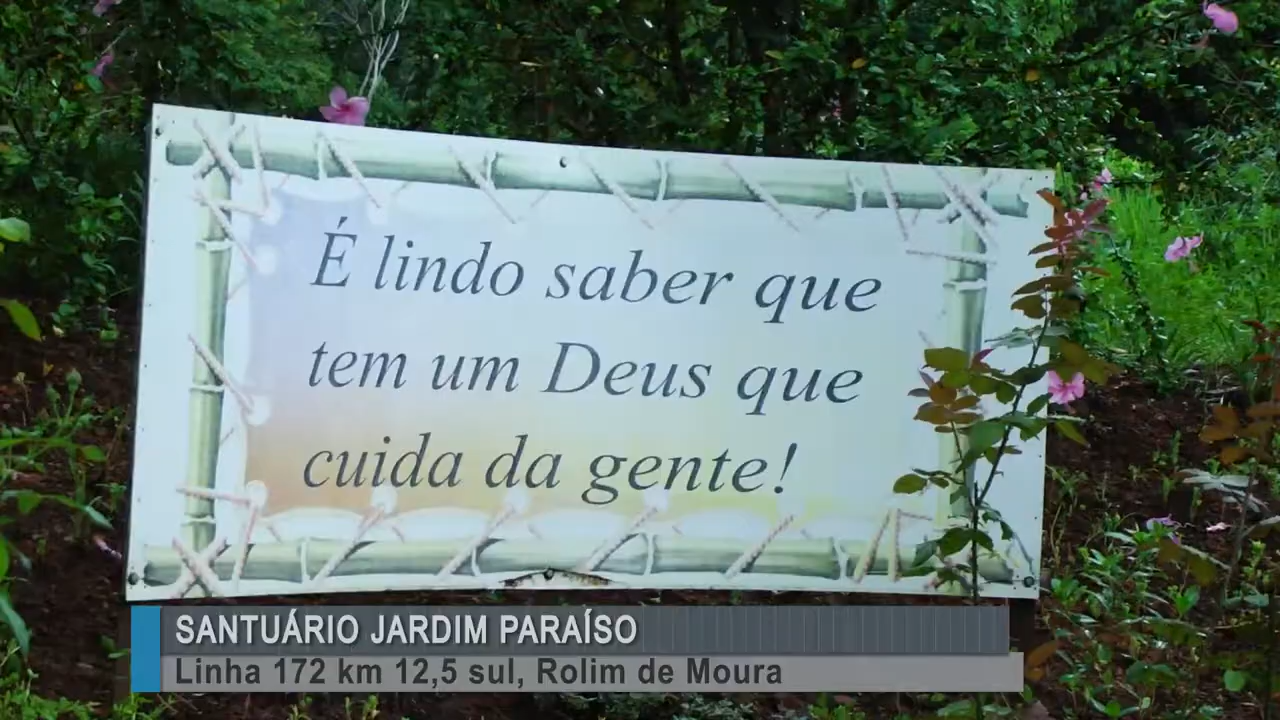 É lindo saber que
tem um Deus que
cuida da gente!
SANTUÁRIO JARDIM PARAÍSO
Linha 172 km 12,5 sul, Rolim de Moura